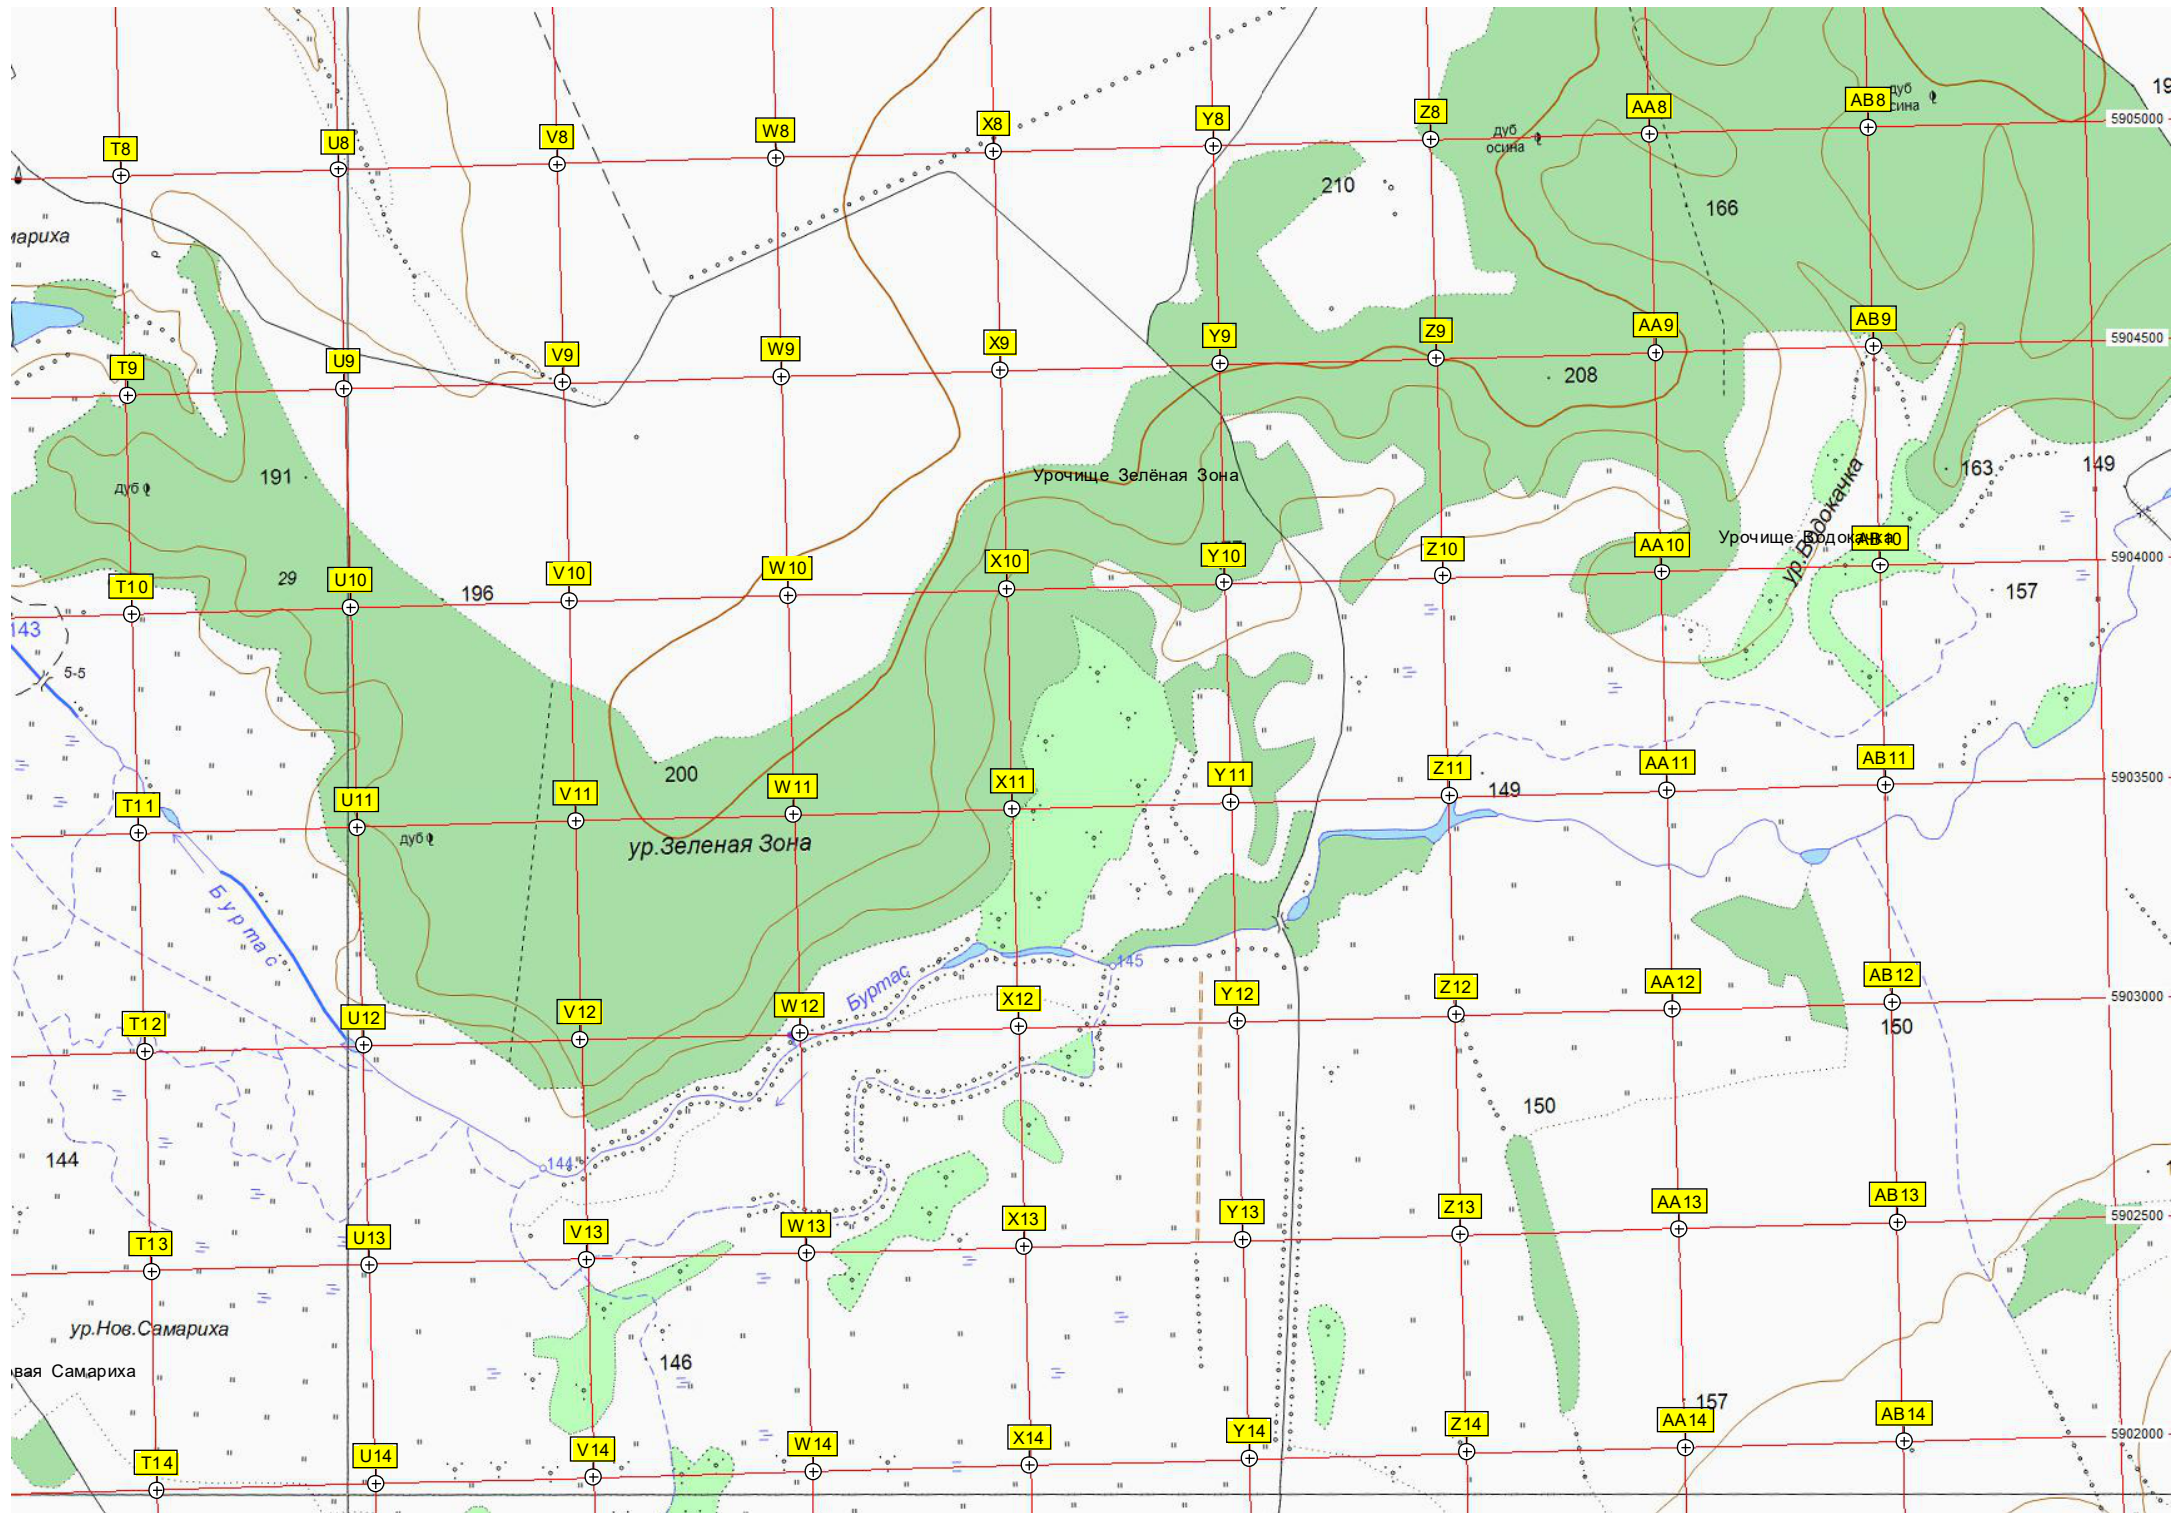 дуб
19
AB8
сина
AA8
Z8
5905000
Y8
X8
W8
V8
U8
T8
дуб
осина
210
166
мариха
AB9
AA9
Z9
Y9
X9
W9
V9
U9
T9
5904500
208
Урочище Зелёная Зона
163
149
191
дуб
ур.Водокачка
Урочище Водокачка
AB10
AA10
Z10
Y10
X10
W10
V10
U10
T10
5904000
29
196
157
143
5-5
AB11
AA11
Z11
Y11
X11
W11
V11
U11
T11
5903500
200
149
дуб
ур.Зеленая Зона
Буртас
Буртас
145
AB12
AA12
Z12
Y12
X12
W12
V12
U12
T12
5903000
150
150
144
144
AB13
AA13
Z13
Y13
X13
W13
V13
U13
T13
5902500
ур.Нов.Самариха
вая Самариха
146
157
AB14
AA14
Z14
Y14
X14
W14
V14
U14
T14
5902000